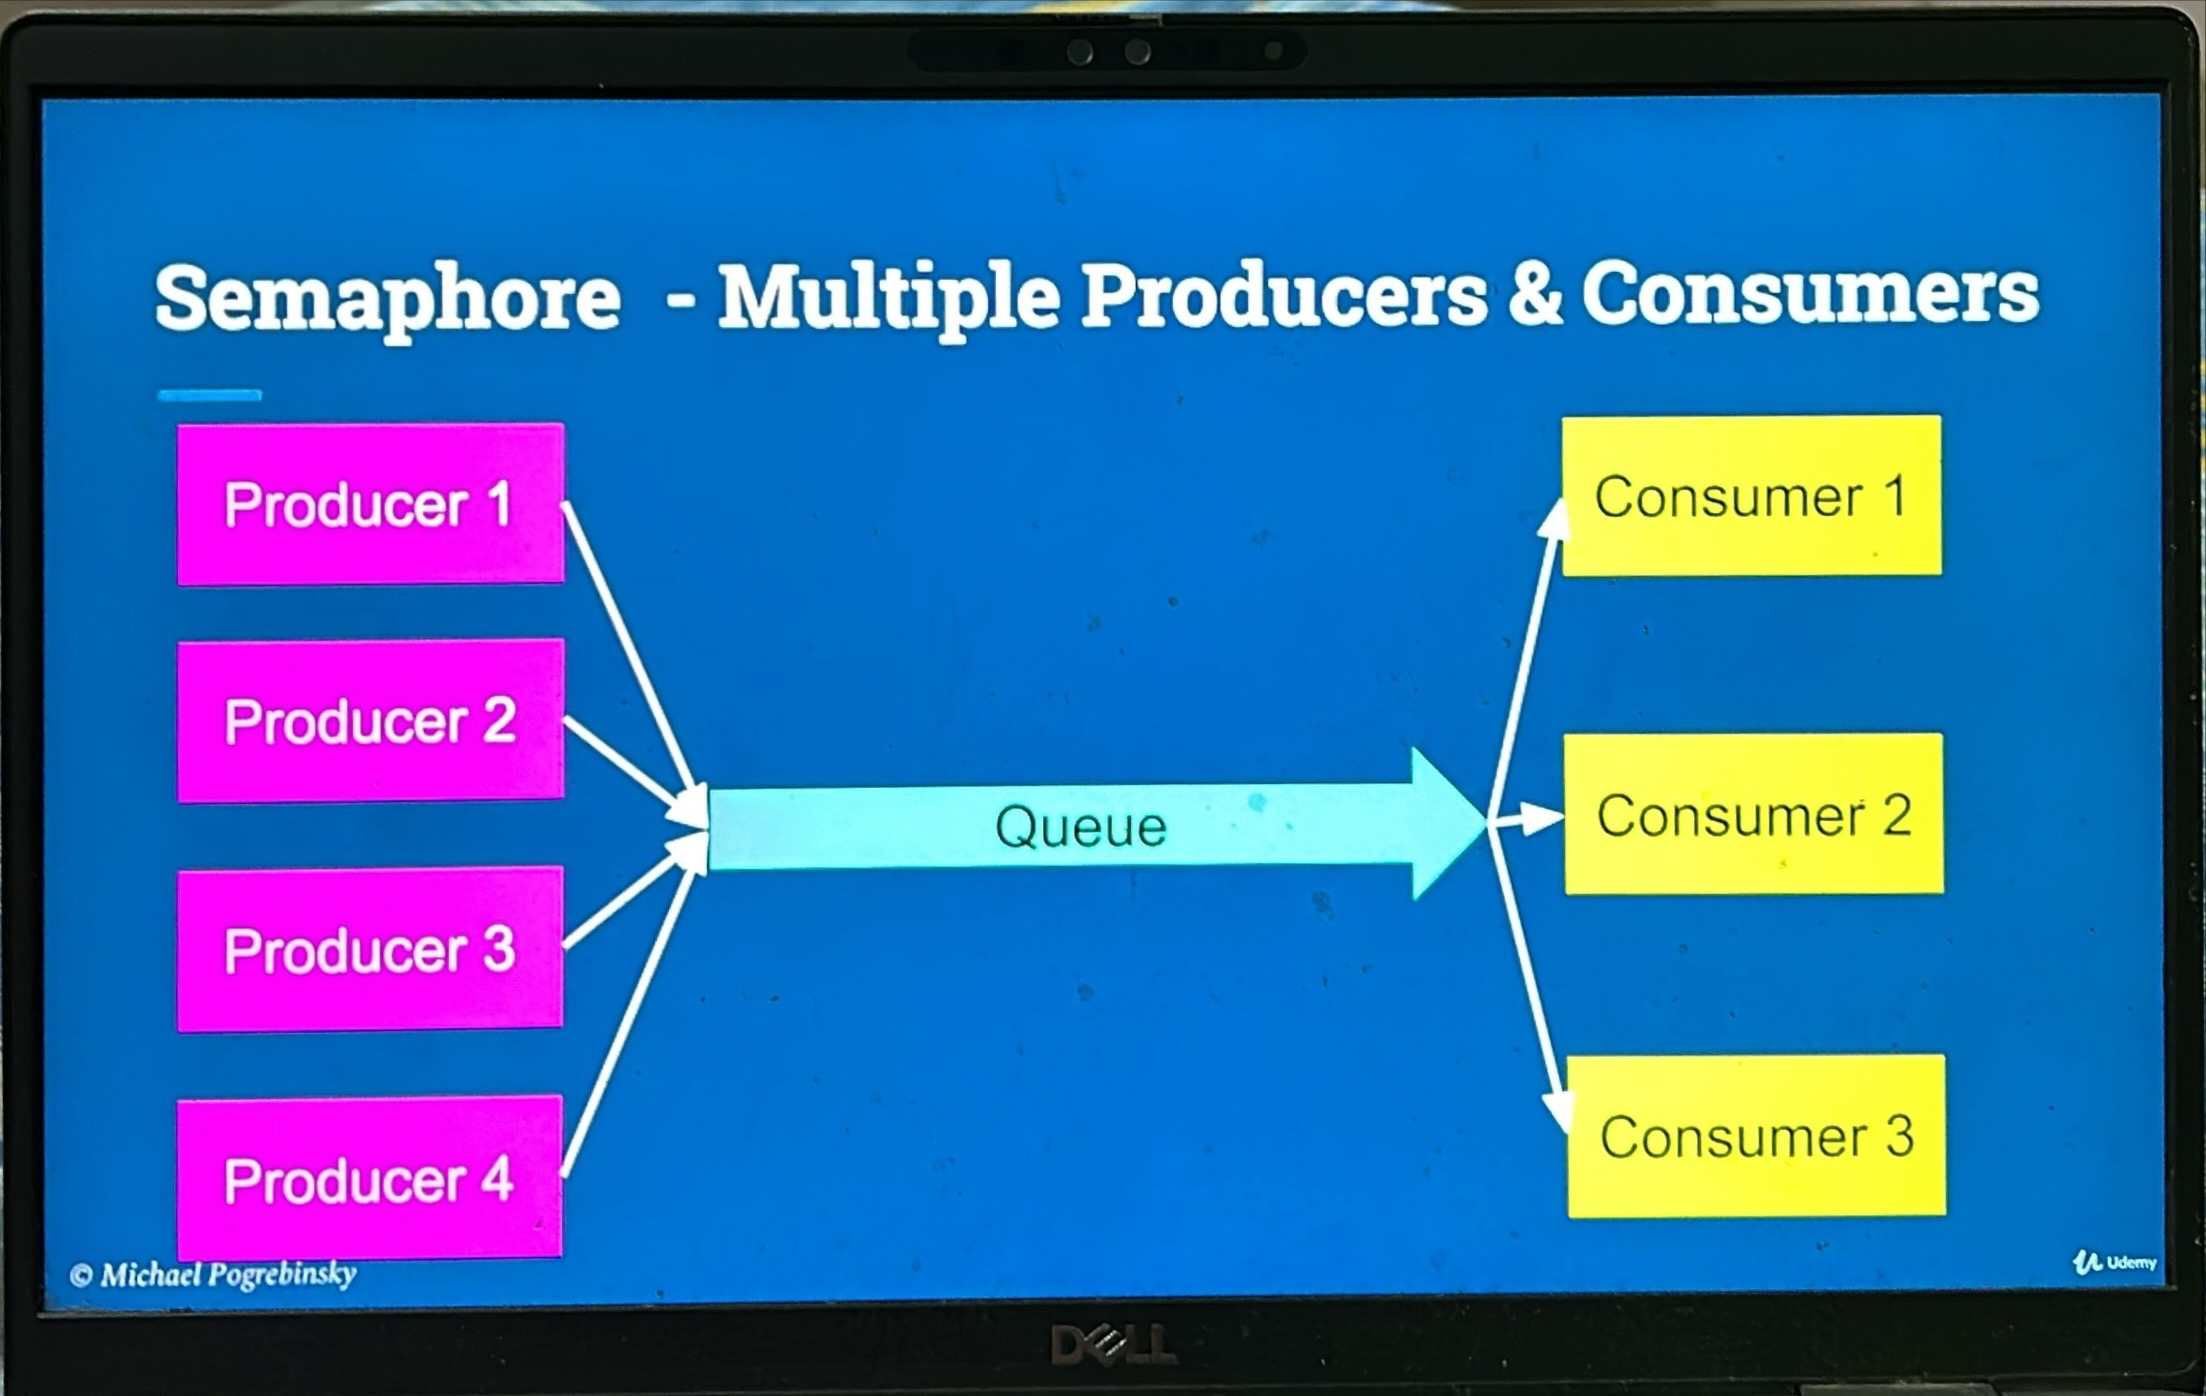 Semaphore - Multiple Producers & Consumers
Producer 1
Producer 2
Producer 3
Producer 4
Queue
Consumer 1
Consumer 2
Consumer 3
© Michael Pogrebinsky
Udemy
DELL